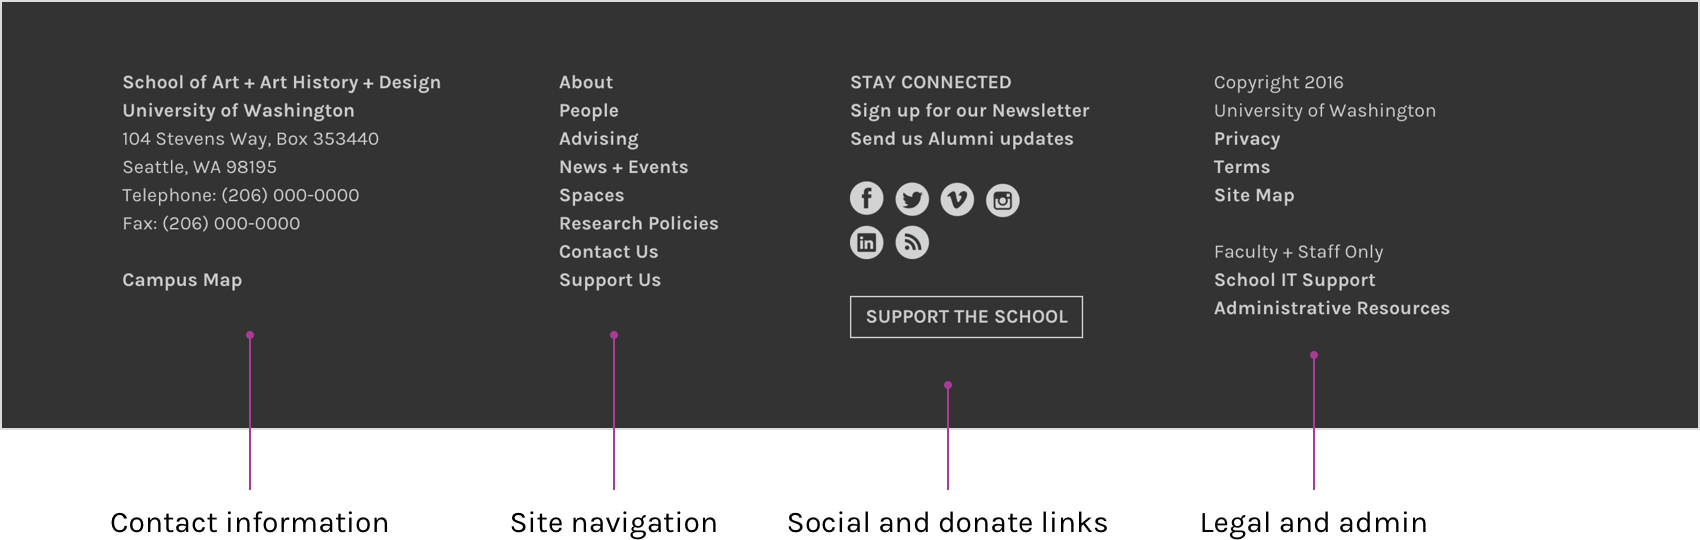 School of Art + Art History + Design
University of Washington
104 Stevens Way, Box 353440
Seattle, WA 98195
Telephone: (206) 000-0000
Fax: (206) 000-0000
Campus Map
About
People
Advising
News + Events
Spaces
Research Policies
Contact Us
Support Us
STAY CONNECTED
Sign up for our Newsletter
Send us Alumni updates
SUPPORT THE SCHOOL
Copyright 2016
University of Washington
Privacy
Terms
Site Map
Faculty + Staff Only
School IT Support
Administrative Resources
Contact information
Site navigation
Social and donate links
Legal and admin